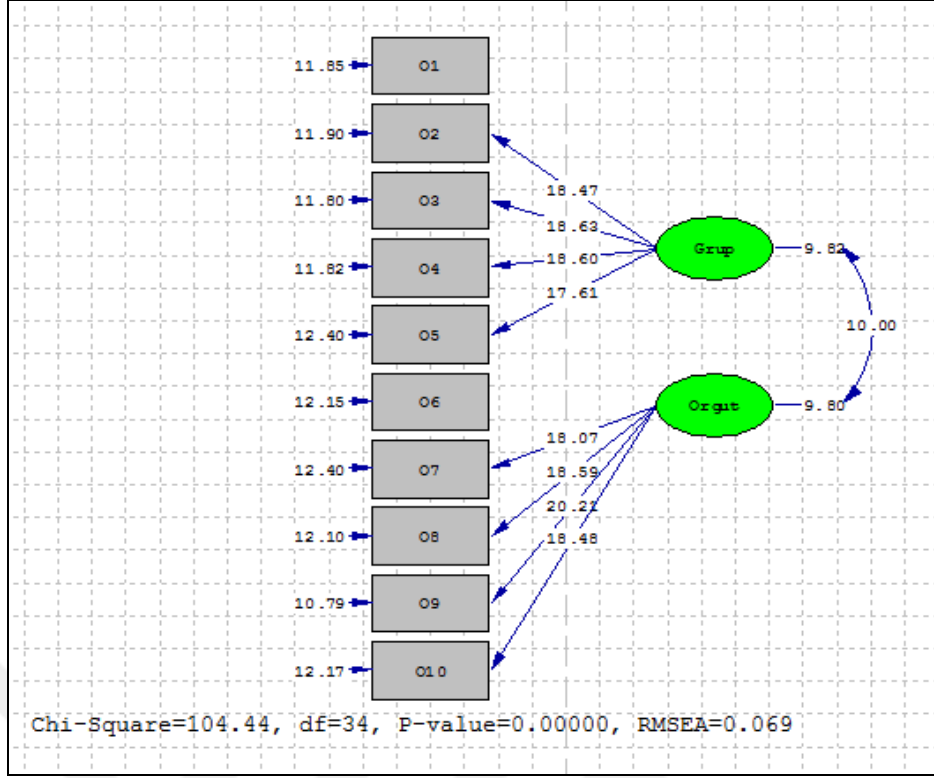 11.85 O1
11.90 O2
18.47
11.80 O3
18.63
Grup 9.82
11.82 O4
18.60
17.61
10.00
12.40 O5
12.15 O6
Orgut 9.80
18.07
12.40 O7
18.59
20.21
12.10 O8
18.48
10.79 O9
12.17 O10
Chi-Square=104.44, df=34, P-value=0.00000, RMSEA=0.069